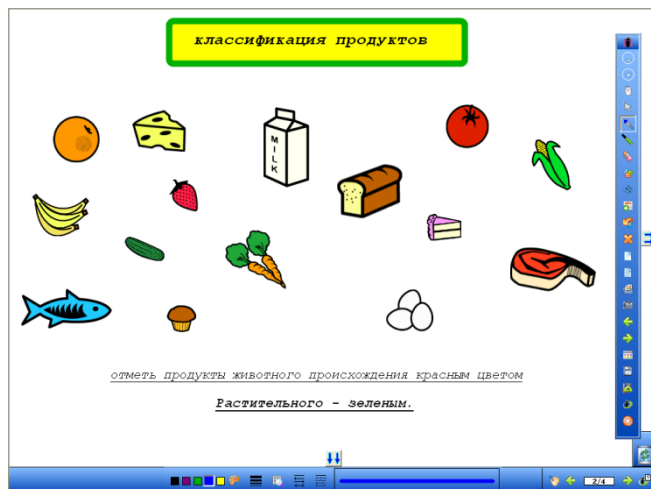 классификация продуктов
MILK
отметь продукты животного происхождения красным цветом
Растительного - зеленым.
2/4